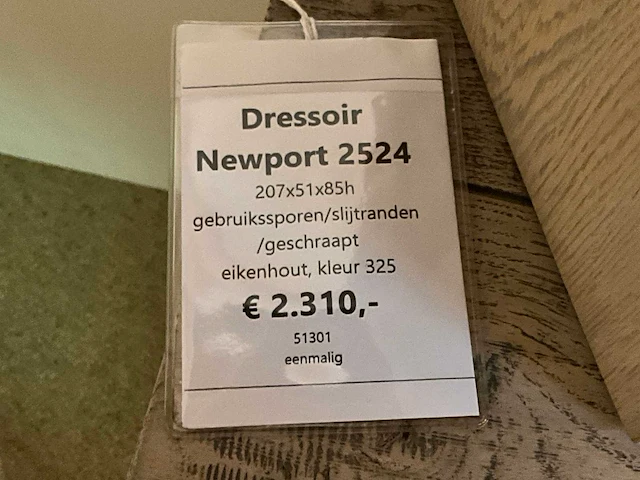 Dressoir
Newport 2524
207x51x85h
gebruikssporen/slijtranden
/geschraapt
eikenhout, kleur 325
€ 2.310,-
51301
eenmalig